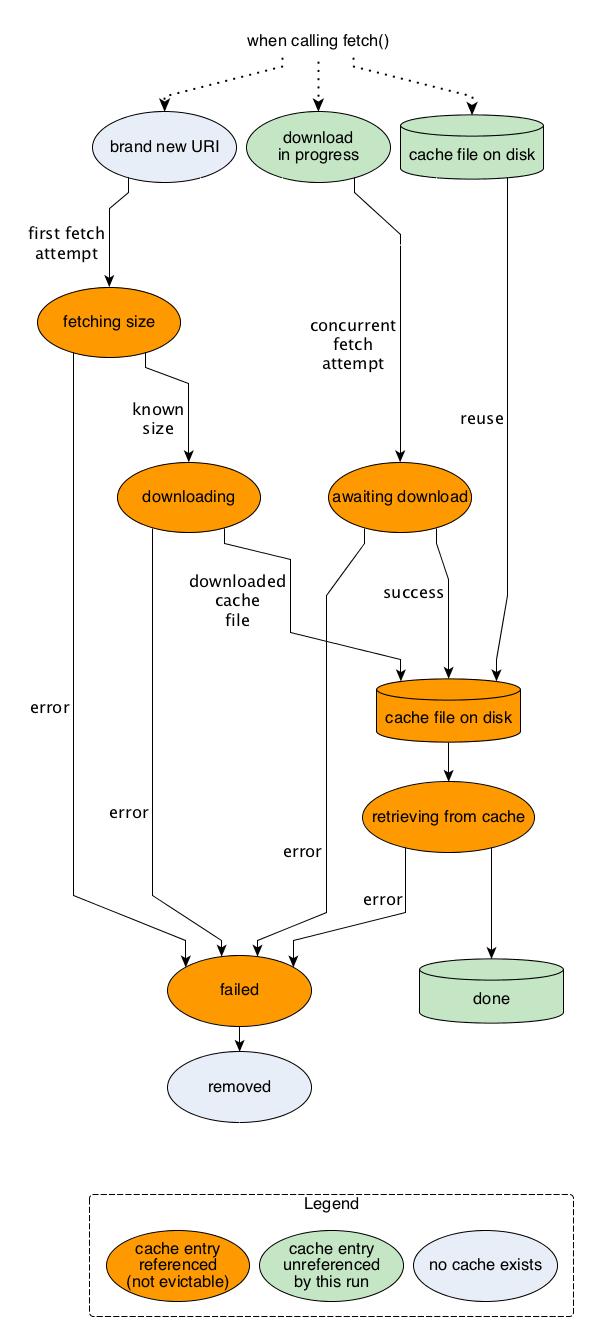 when calling fetch()
brand new URI
download
in progress
cache file on disk
first fetch
attempt
fetching size
concurrent
fetch
attempt
known
size
reuse
downloading
awaiting download
downloaded
cache
file
success
error
cache file on disk
error
retrieving from cache
error
error
failed
done
removed
Legend
cache entry
referenced
(not evictable)
cache entry
unreferenced
by this run
no cache exists